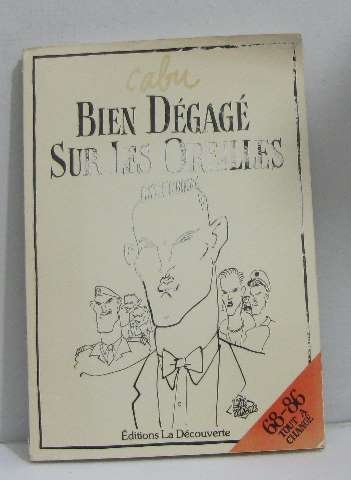 cabu
BIEN DÉGAGÉ
SUR LES OREILLES
68-86
TOUT A
CHANGÉ
Éditions La Découverte